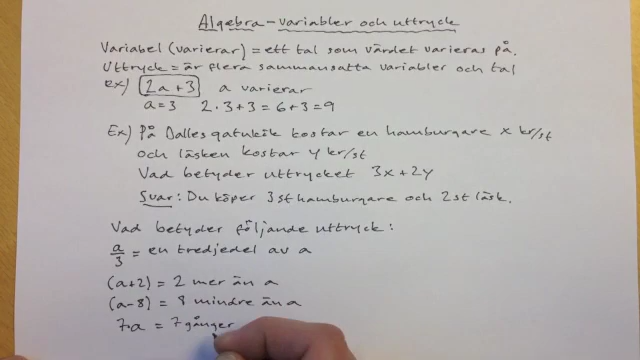 Algebra - variabler och uttryck
Variabel (varierar) = ett tal som värdet varieras på.
Uttryck = är flera sammansatta variabler och tal
Ex) 2a+3 a varierar
a=3 2·3+3=6+3=9
Ex) På Dalles gatukök kostar en hamburgare x kr/st
och läsken kostar y kr/st
Vad betyder uttrycket 3x+2y
Svar: Du köper 3st hamburgare och 2st läsk.
Vad betyder följande uttryck:
a/3 = en tredjedel av a
(a+2) = 2 mer än a
(a-8) = 8 mindre än a
7·a = 7 gånger